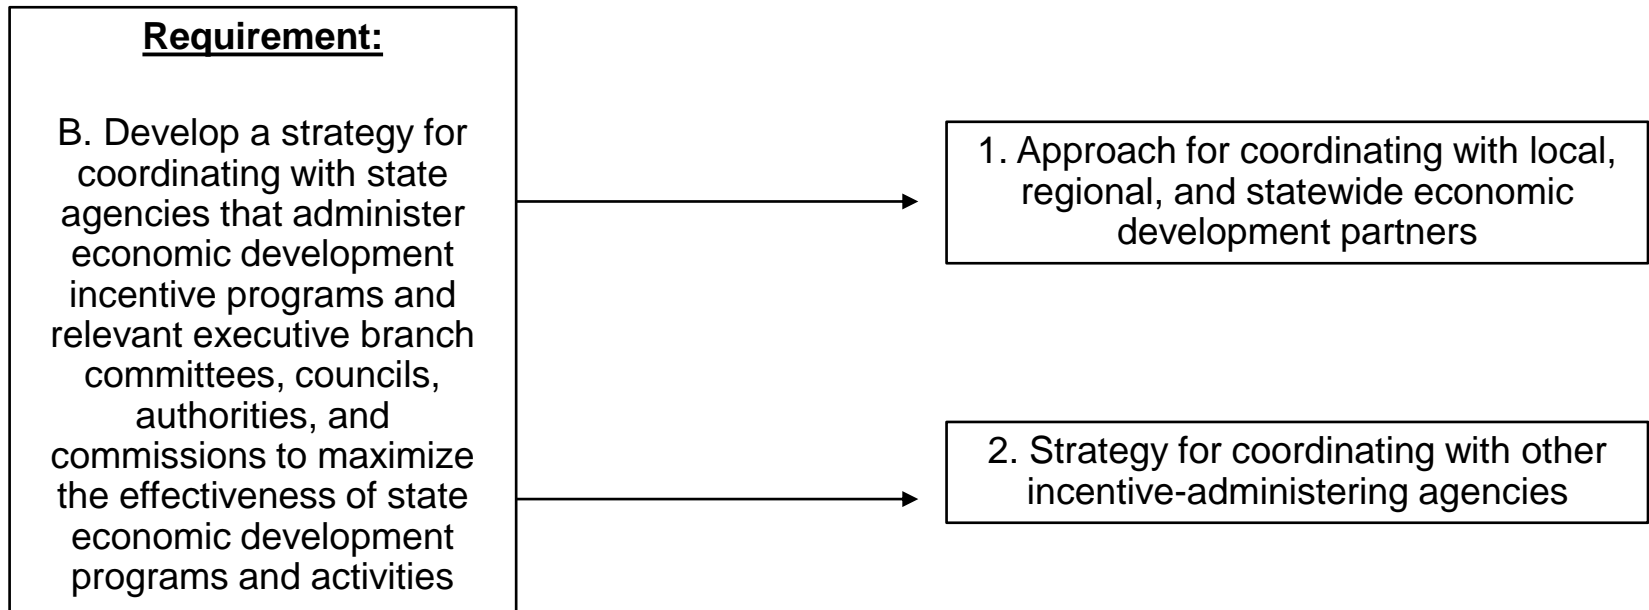 Requirement:
B. Develop a strategy for
coordinating with state
agencies that administer
economic development
incentive programs and
relevant executive branch
committees, councils,
authorities, and
commissions to maximize
the effectiveness of state
economic development
programs and activities
1. Approach for coordinating with local,
regional, and statewide economic
development partners
2. Strategy for coordinating with other
incentive-administering agencies